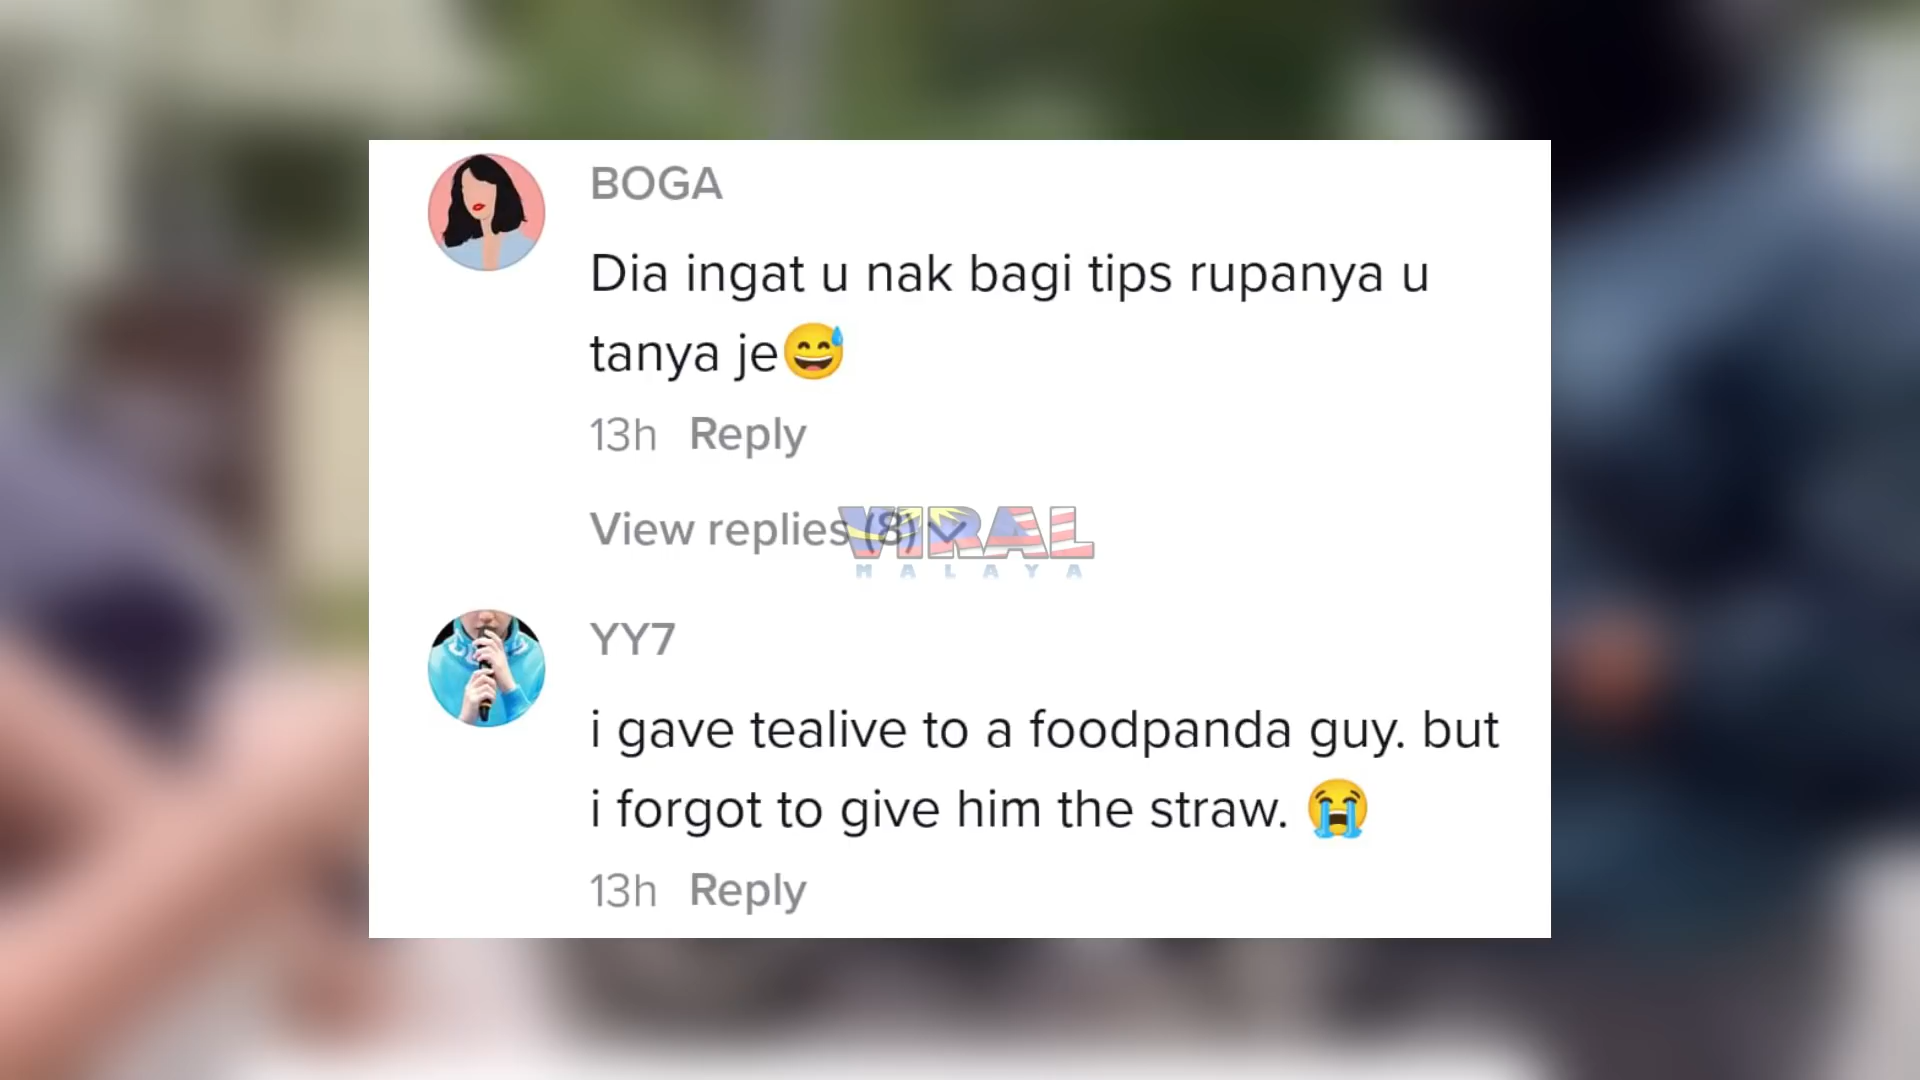 BOGA
Dia ingat u nak bagi tips rupanya u
tanya je😅
13h Reply
View replies (8)
VIRAL
MALAYA
YY7
i gave tealive to a foodpanda guy. but
i forgot to give him the straw. 😭
13h Reply